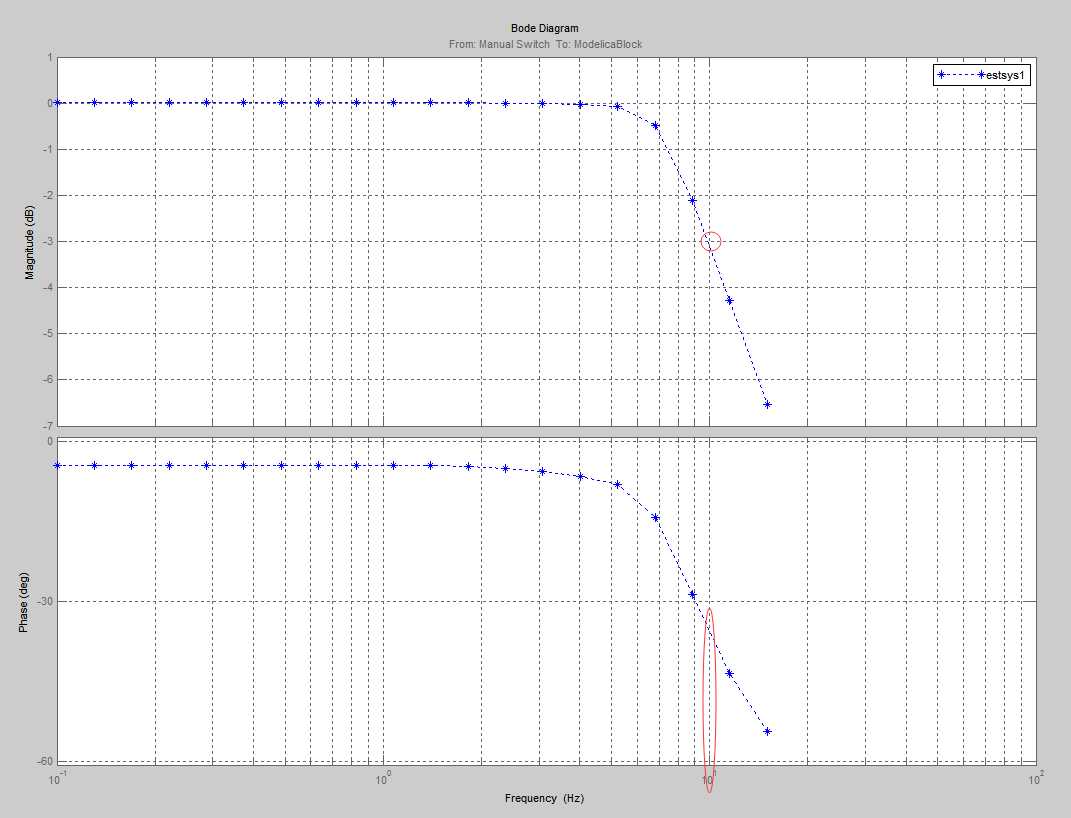 Bode Diagram
From: Manual Switch To: ModelicaBlock
estsys1
Magnitude (dB)
1
0
-1
-2
-3
-4
-5
-6
-7
Phase (deg)
0
-30
-60
10^-1
10^0
10^1
10^2
Frequency (Hz)